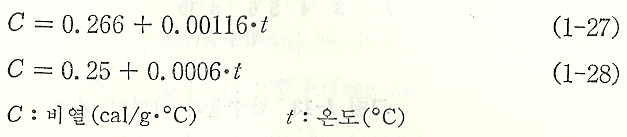 C = 0.266 + 0.00116·t (1-27)
C = 0.25 + 0.0006·t (1-28)
C : 비열(cal/g·°C) t : 온도(°C)